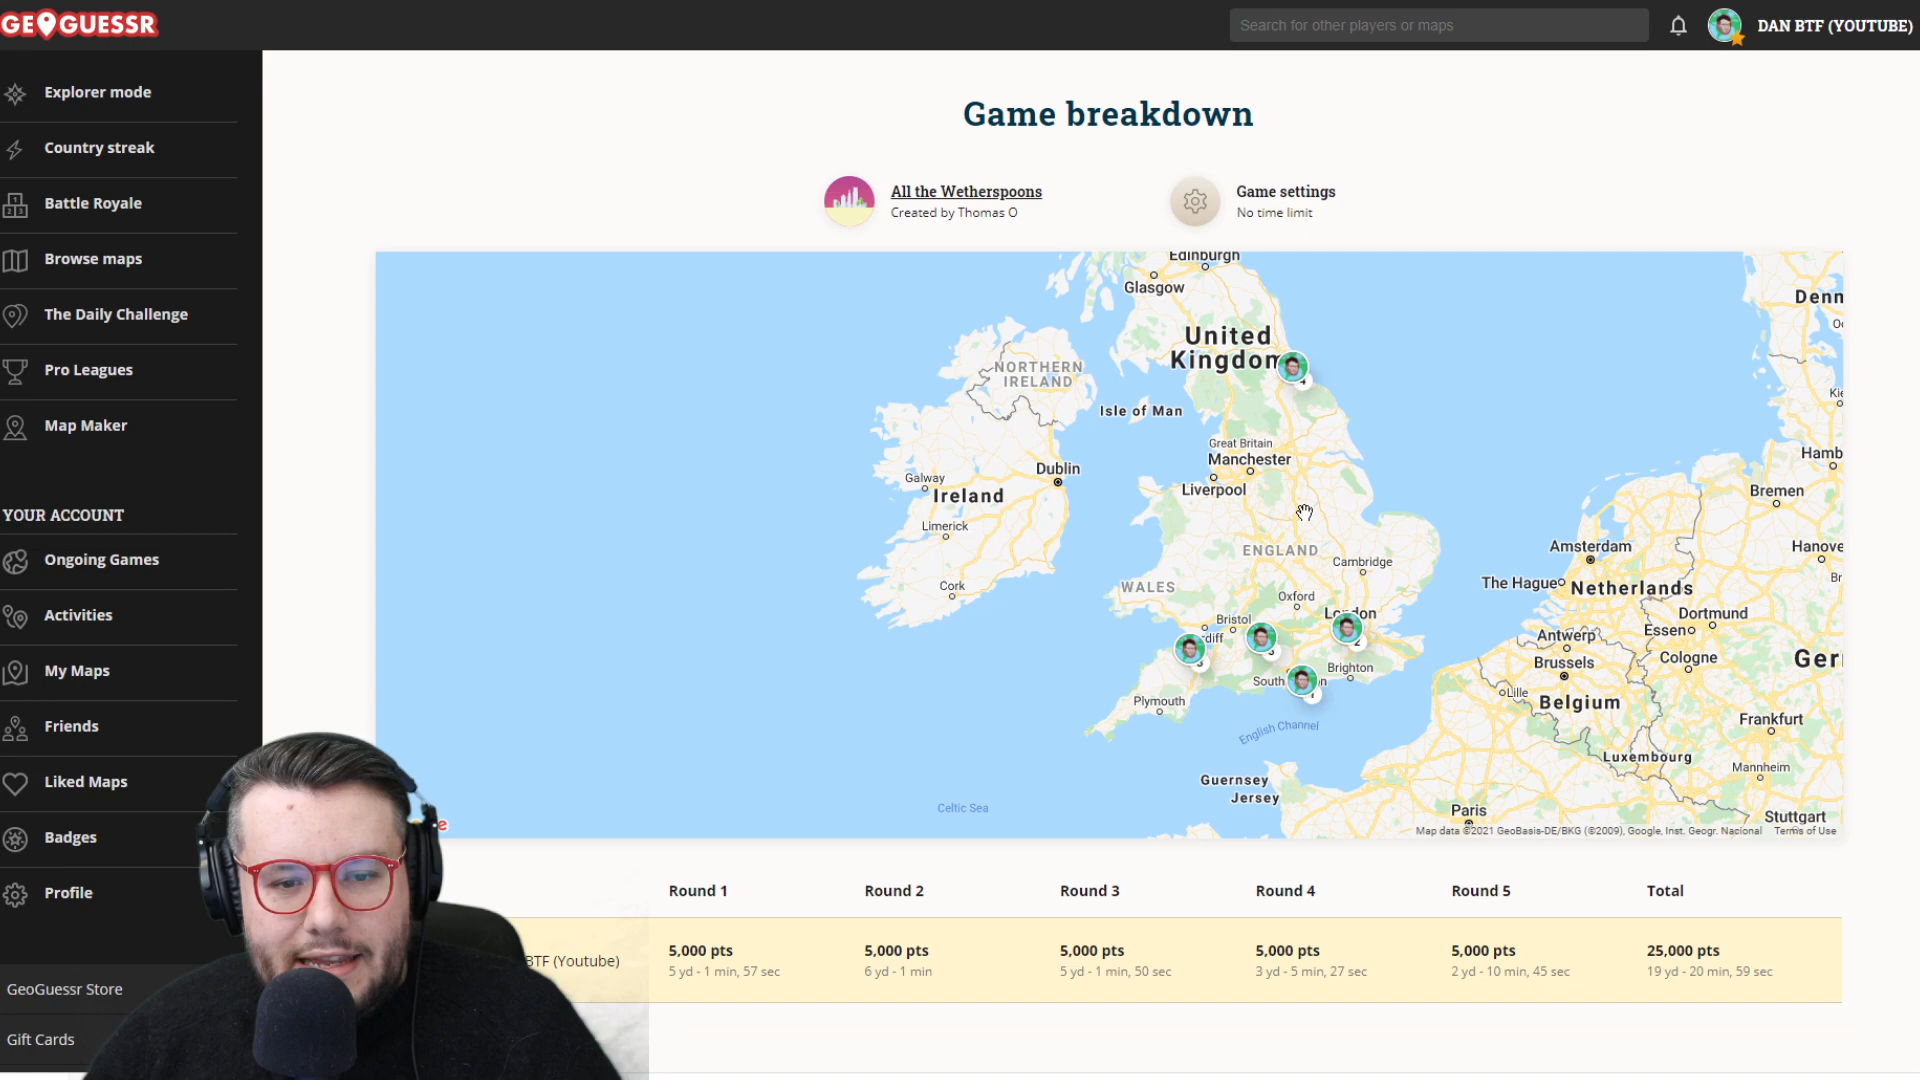 GEOGUESSR
Search for other players or maps
DAN BTF (YOUTUBE)
Explorer mode
Country streak
Battle Royale
Browse maps
The Daily Challenge
Pro Leagues
Map Maker
YOUR ACCOUNT
Ongoing Games
Activities
My Maps
Friends
Liked Maps
Badges
Profile
GeoGuessr Store
Gift Cards
Game breakdown
All the Wetherspoons
Created by Thomas O
Game settings
No time limit
Edinburgh
Glasgow
Denn
United
Kingdom
NORTHERN
IRELAND
Isle of Man
Great Britain
Manchester
Hamb
Dublin
Galway
Ireland
Liverpool
Bremen
Limerick
Amsterdam
Hanove
ENGLAND
Cambridge
The Hague
Netherlands
Cork
WALES
Oxford
London
Dortmund
Bristol
Essen
Antwerp
diff
Brussels
Cologne
Ger
Brighton
South
n
Lille
Plymouth
Belgium
Frankfurt
English Channel
Luxembourg
Mannheim
Guernsey
Jersey
Celtic Sea
Paris
Stuttgart
Map data ©2021 GeoBasis-DE/BKG (©2009), Google, Inst. Geogr. Nacional Terms of Use
Round 1 Round 2 Round 3 Round 4 Round 5 Total
BTF (Youtube) 5,000 pts 5,000 pts 5,000 pts 5,000 pts 5,000 pts 25,000 pts
5 yd - 1 min, 57 sec 6 yd - 1 min 5 yd - 1 min, 50 sec 3 yd - 5 min, 27 sec 2 yd - 10 min, 45 sec 19 yd - 20 min, 59 sec